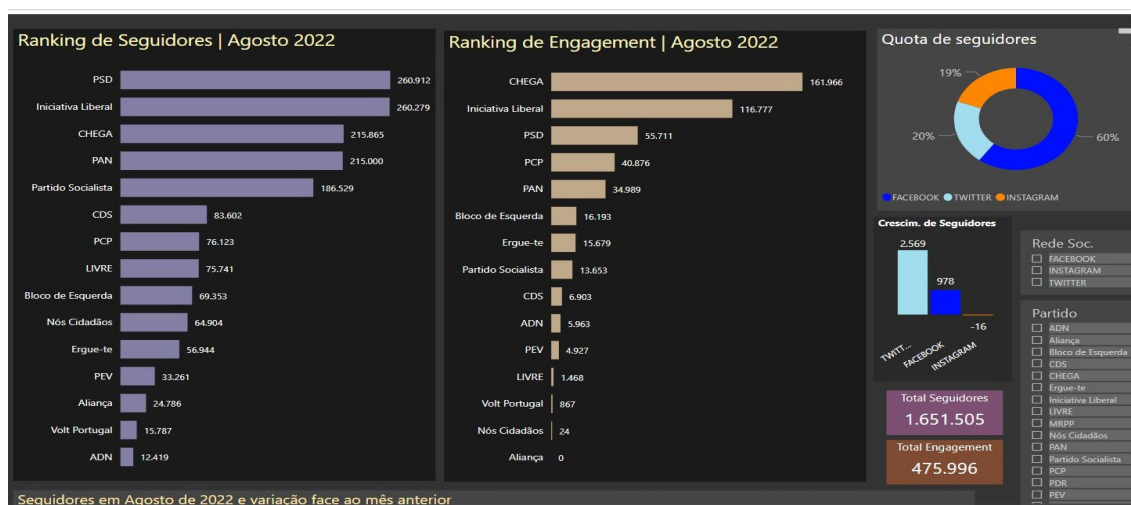 Ranking de Seguidores | Agosto 2022
PSD 260.912
Iniciativa Liberal 260.279
CHEGA 215.865
PAN 215.000
Partido Socialista 186.529
CDS 83.602
PCP 76.123
LIVRE 75.741
Bloco de Esquerda 69.353
Nós Cidadãos 64.904
Ergue-te 56.944
PEV 33.261
Aliança 24.786
Volt Portugal 15.787
ADN 12.419
Ranking de Engagement | Agosto 2022
CHEGA 161.966
Iniciativa Liberal 116.777
PSD 55.711
PCP 40.876
PAN 34.989
Bloco de Esquerda 16.193
Ergue-te 15.679
Partido Socialista 13.653
CDS 6.903
ADN 5.963
PEV 4.927
LIVRE 1.468
Volt Portugal 867
Nós Cidadãos 24
Aliança 0
Quota de seguidores
19%
20%
60%
FACEBOOK TWITTER INSTAGRAM
Crescim. de Seguidores
2.569
978
-16
TWITT...
FACEBOOK
INSTAGRAM
Rede Soc.
FACEBOOK
INSTAGRAM
TWITTER
Total Seguidores
1.651.505
Total Engagement
475.996
Partido
ADN
Aliança
Bloco de Esquerda
CDS
CHEGA
Ergue-te
Iniciativa Liberal
LIVRE
MRPP
Nós Cidadãos
PAN
Partido Socialista
PCP
PDR
PEV
Seguidores em Agosto de 2022 e variação face ao mês anterior